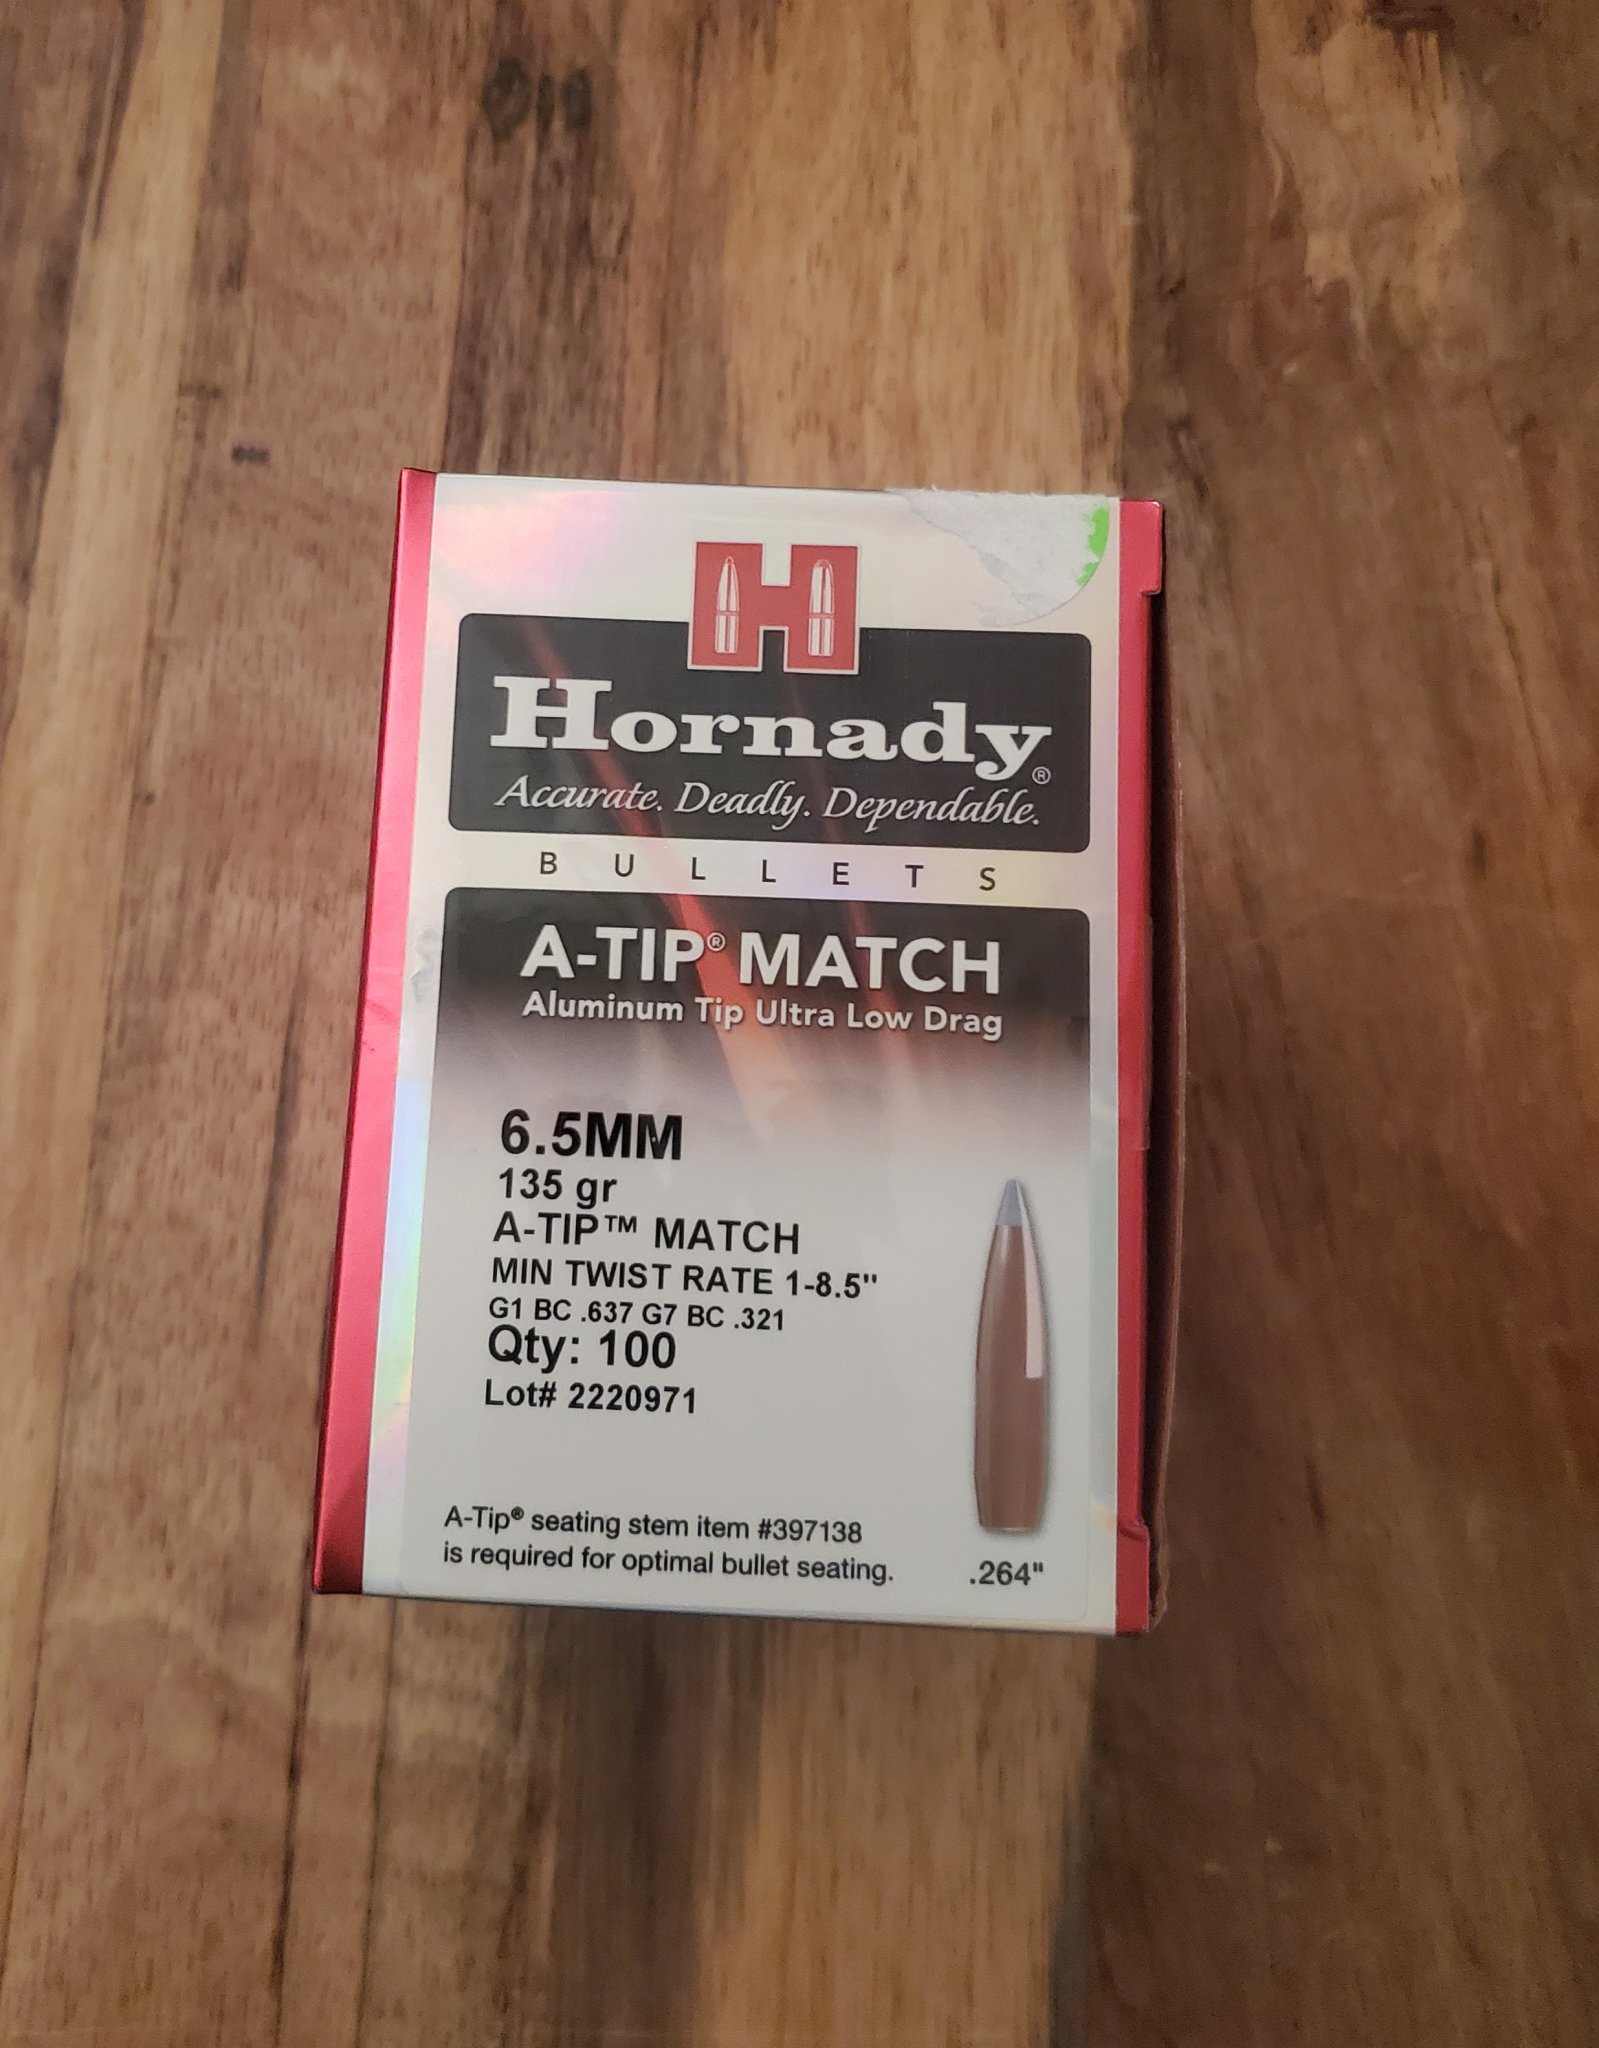 H
Hornady®
Accurate. Deadly. Dependable.
BULLETS
A-TIP® MATCH
Aluminum Tip Ultra Low Drag
6.5MM
135 gr
A-TIP™ MATCH
MIN TWIST RATE 1-8.5"
G1 BC .637 G7 BC .321
Qty: 100
Lot# 2220971
A-Tip® seating stem item #397138
is required for optimal bullet seating.
.264"